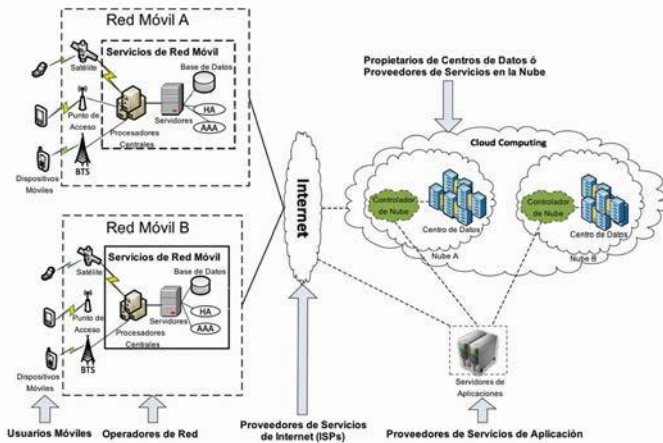 Red Móvil A
Servicios de Red Móvil
Base de Datos
Satélite
HA
AAA
Punto de
Acceso
Servidores
Procesadores
Centrales
BTS
Dispositivos
Móviles
Red Móvil B
Servicios de Red Móvil
Base de Datos
Satélite
HA
AAA
Punto de
Acceso
Servidores
Procesadores
Centrales
BTS
Dispositivos
Móviles
Usuarios Móviles
Operadores de Red
Internet
Proveedores de Servicios
de Internet (ISPs)
Propietarios de Centros de Datos ó
Proveedores de Servicios en la Nube
Cloud Computing
Controlador
de Nube
Centro de Datos
Nube A
Controlador
de Nube
Centro de Datos
Nube B
Servidores de
Aplicaciones
Proveedores de Servicios de Aplicación